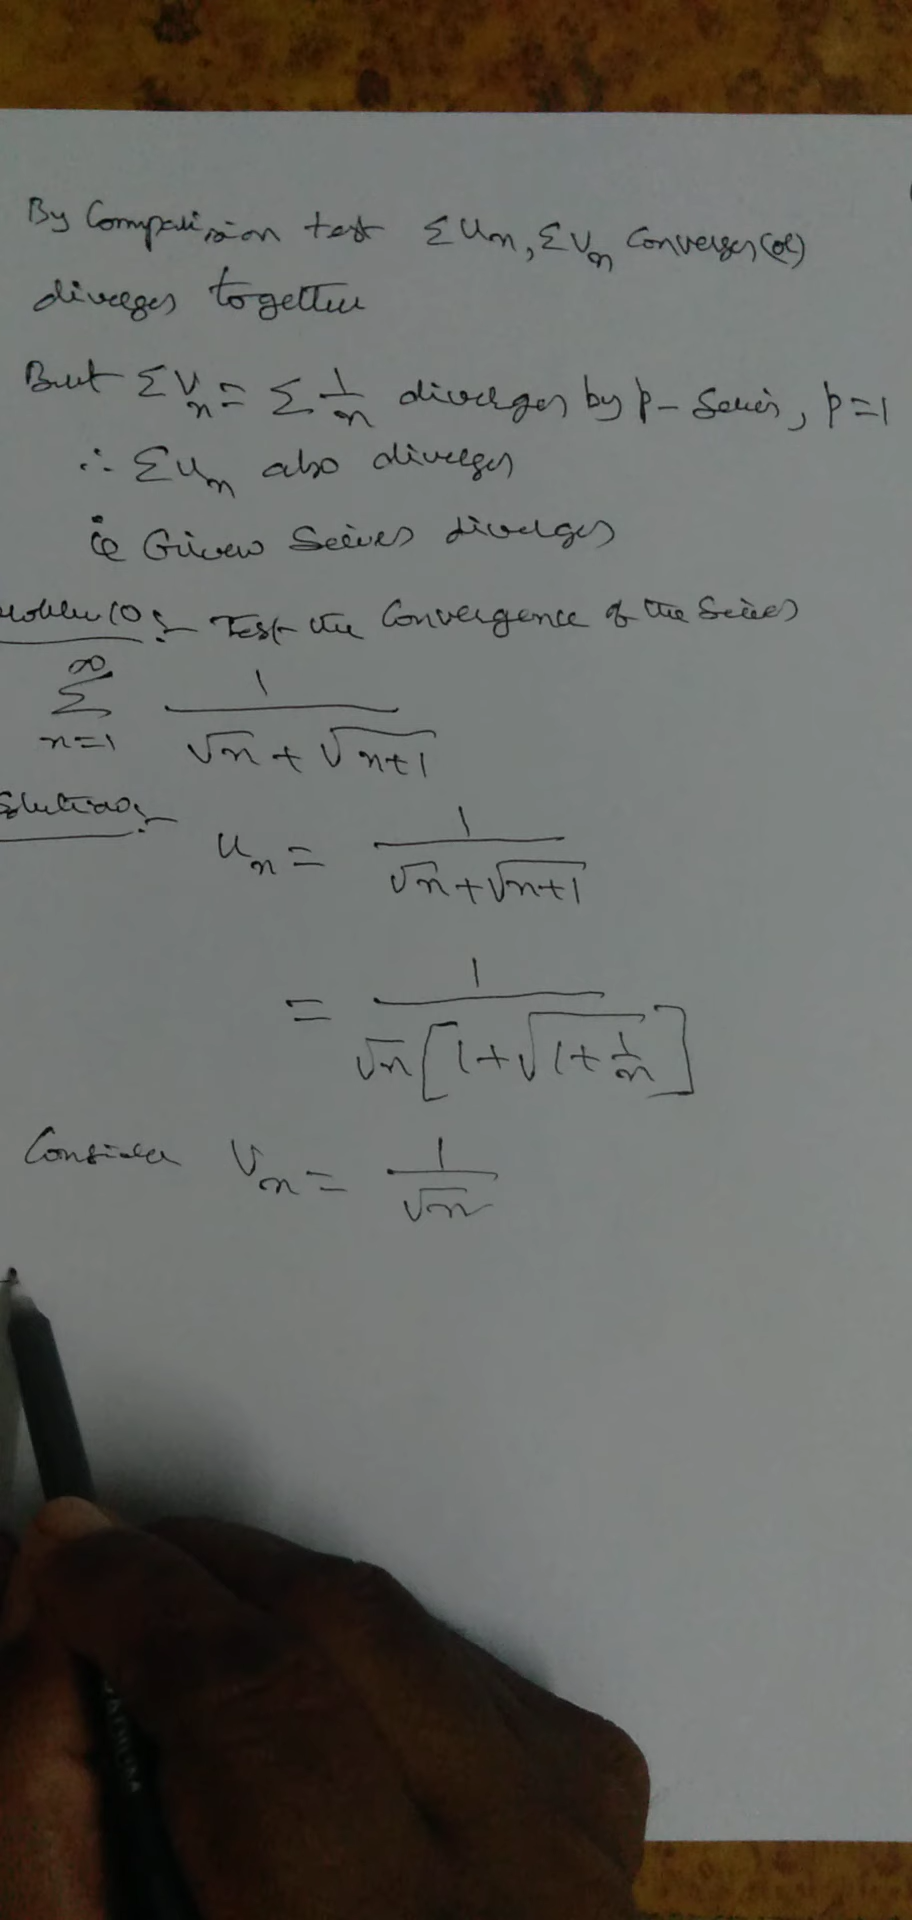 By Comparision test Σun, Σvn Converges (or)
diverges together
But Σvn = Σ 1/n diverges by p-Series, p=1
∴ Σun also diverges
ie Given Series diverges
roblem 10:- Test the Convergence of the Series
∞ Σ n=1 1/(√n + √(n+1))
Solution:-
un = 1/(√n + √(n+1))
= 1/(√n[1+√(1+1/n)])
Consider vn = 1/√n